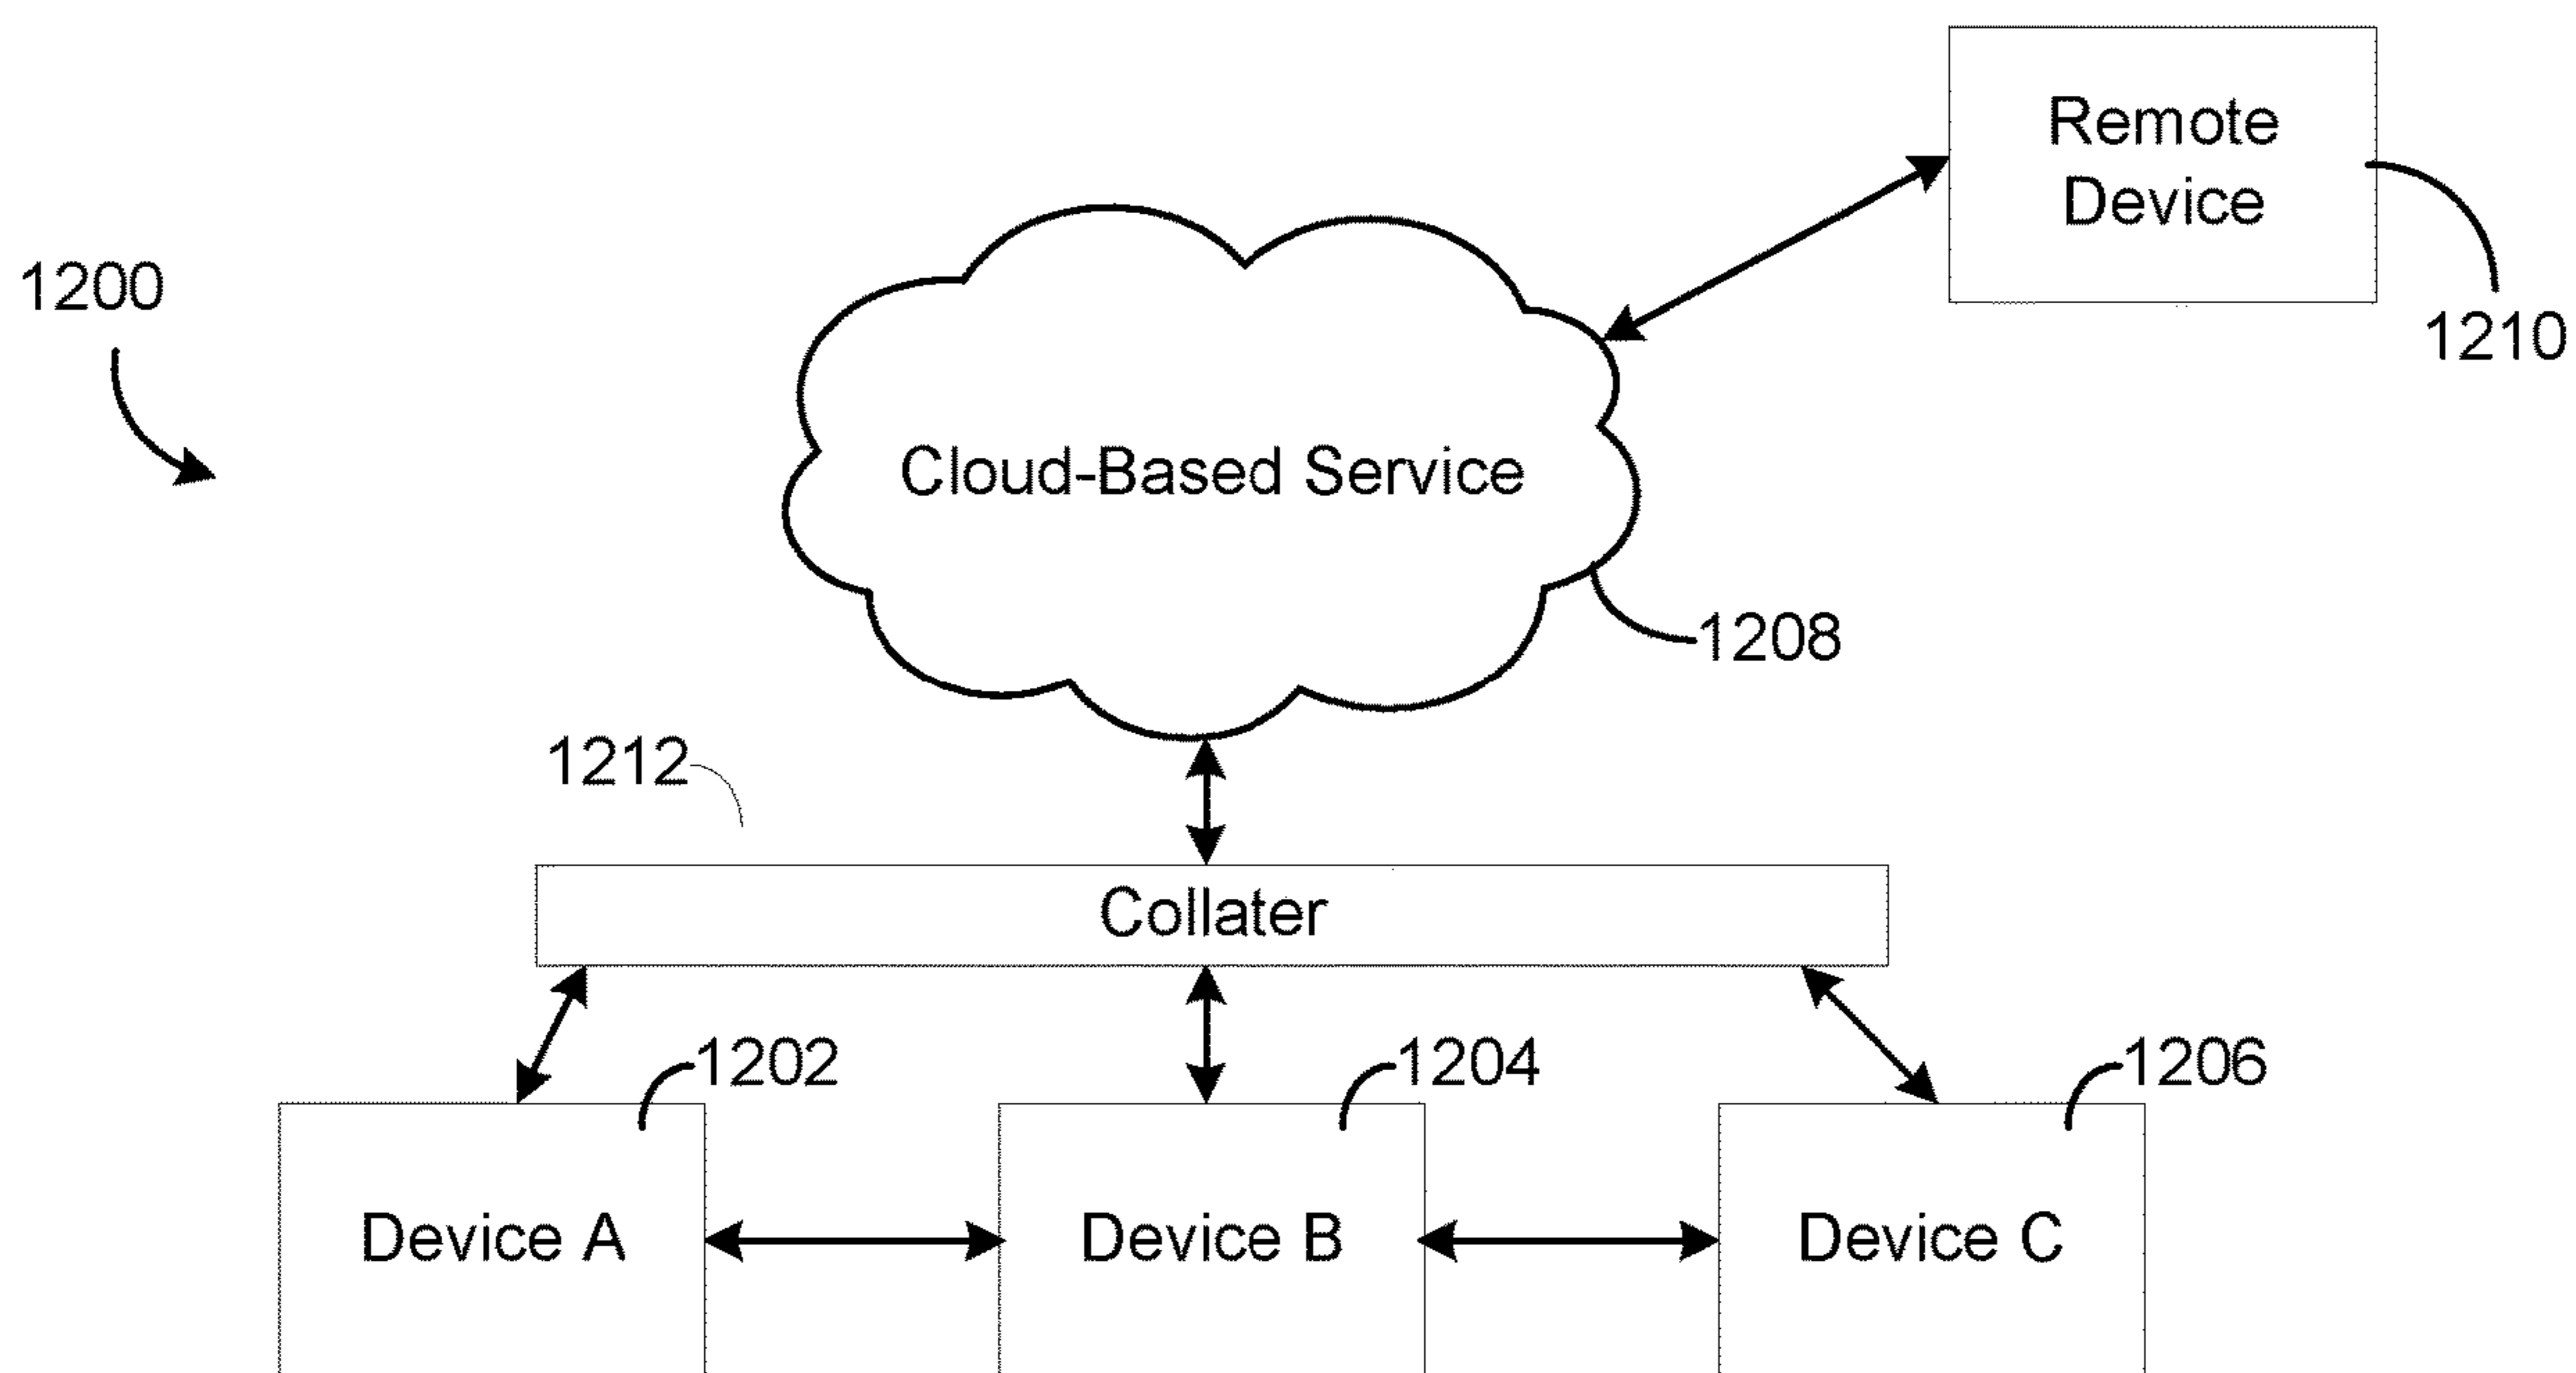 Remote
Device
1200
1210
Cloud-Based Service
1208
1212
Collater
1202
1204
1206
Device A
Device B
Device C